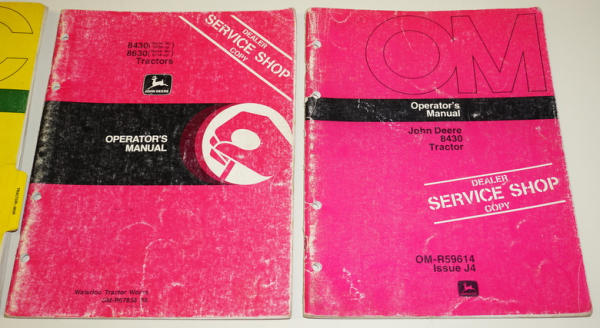 8430
8630
Tractors
JOHN DEERE
DEALER
SERVICE SHOP
COPY
OPERATOR'S
MANUAL
Waterloo Tractor Works
OM
Operator's
Manual
John Deere
8430
Tractor
DEALER
SERVICE SHOP
COPY
OM-R59614
Issue J4